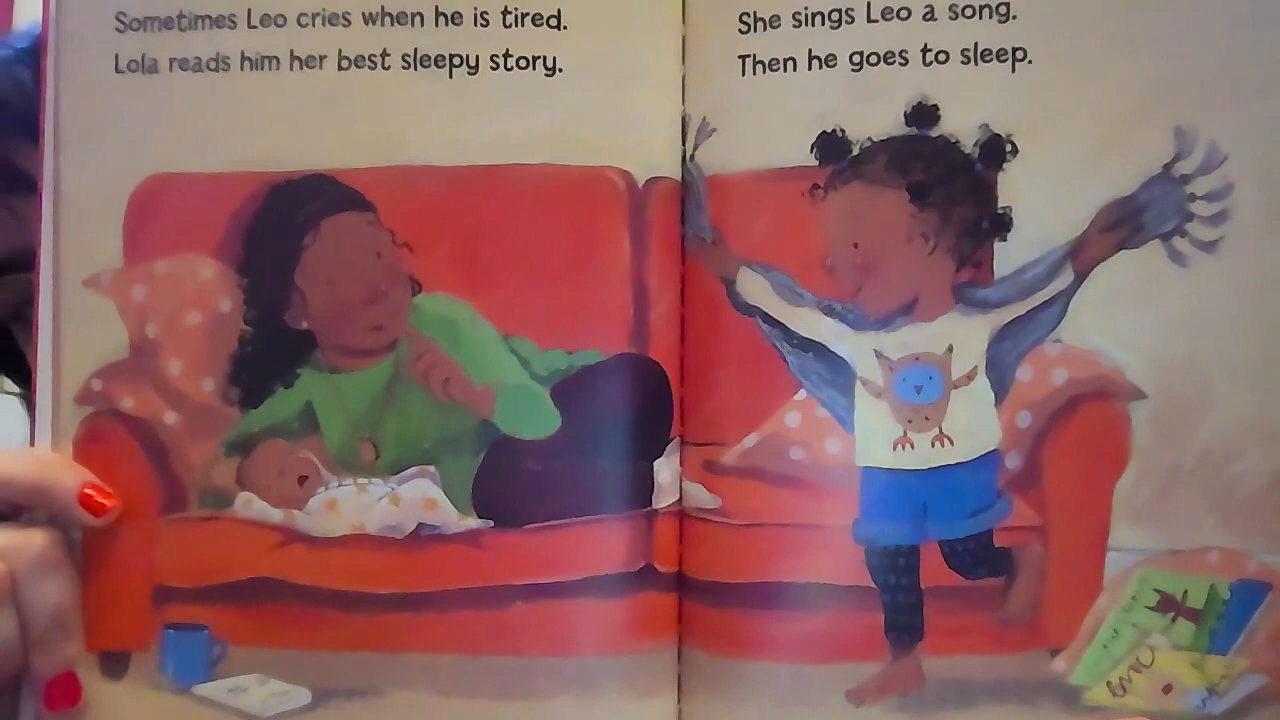 Sometimes Leo cries when he is tired.
Lola reads him her best sleepy story.
She sings Leo a song.
Then he goes to sleep.